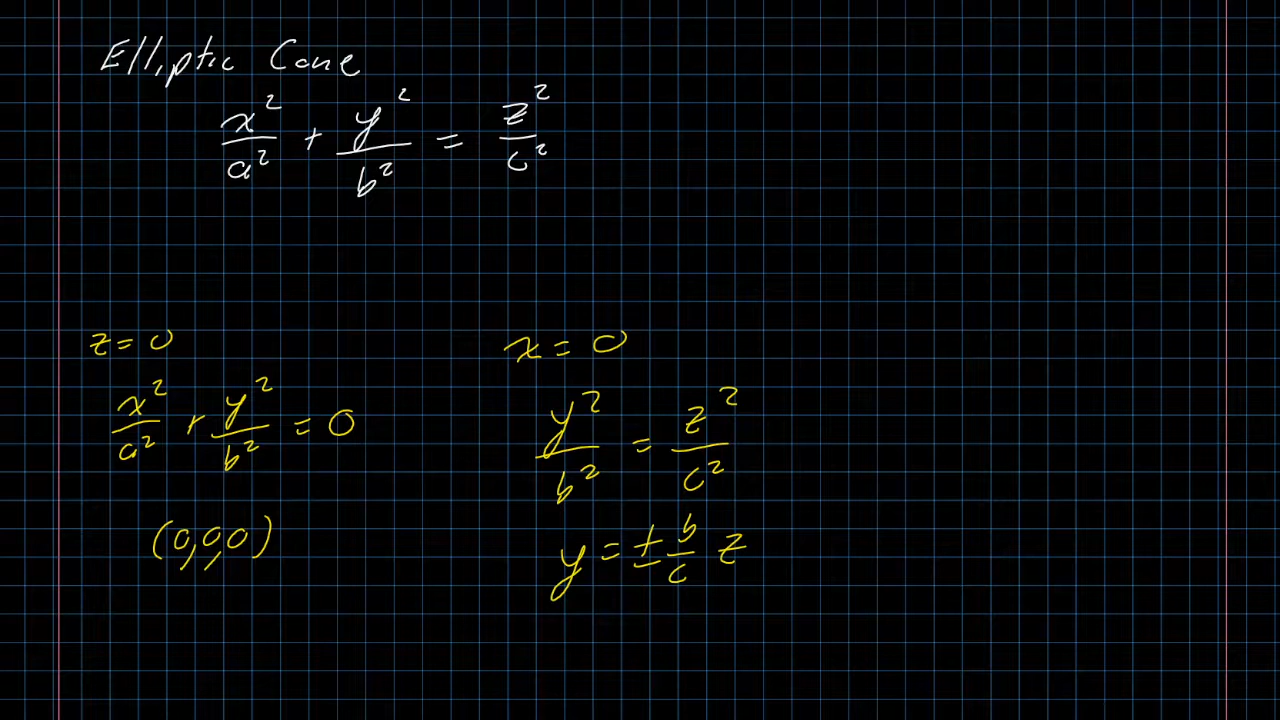 Elliptic Cone
x²/a² + y²/b² = z²/c²
z = 0
x²/a² + y²/b² = 0
(0,0,0)
x = 0
y²/b² = z²/c²
y = ± b/c z